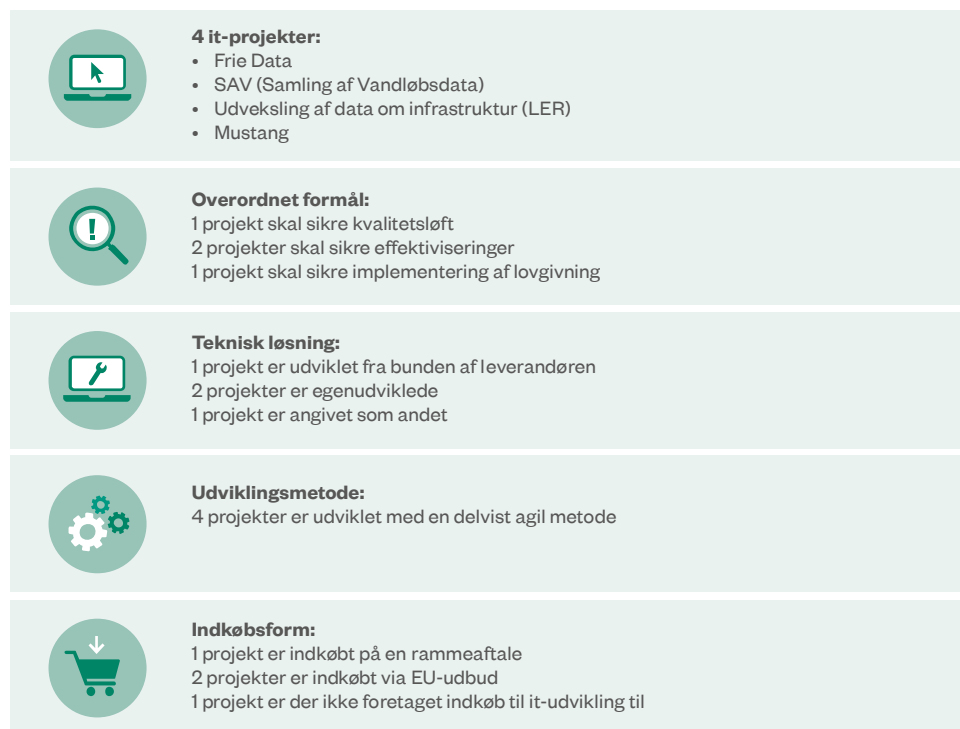 4 it-projekter:
• Frie Data
• SAV (Samling af Vandløbsdata)
• Udveksling af data om infrastruktur (LER)
• Mustang
Overordnet formål:
1 projekt skal sikre kvalitetsløft
2 projekter skal sikre effektiviseringer
1 projekt skal sikre implementering af lovgivning
Teknisk løsning:
1 projekt er udviklet fra bunden af leverandøren
2 projekter er egenudviklede
1 projekt er angivet som andet
Udviklingsmetode:
4 projekter er udviklet med en delvist agil metode
Indkøbsform:
1 projekt er indkøbt på en rammeaftale
2 projekter er indkøbt via EU-udbud
1 projekt er der ikke foretaget indkøb til it-udvikling til